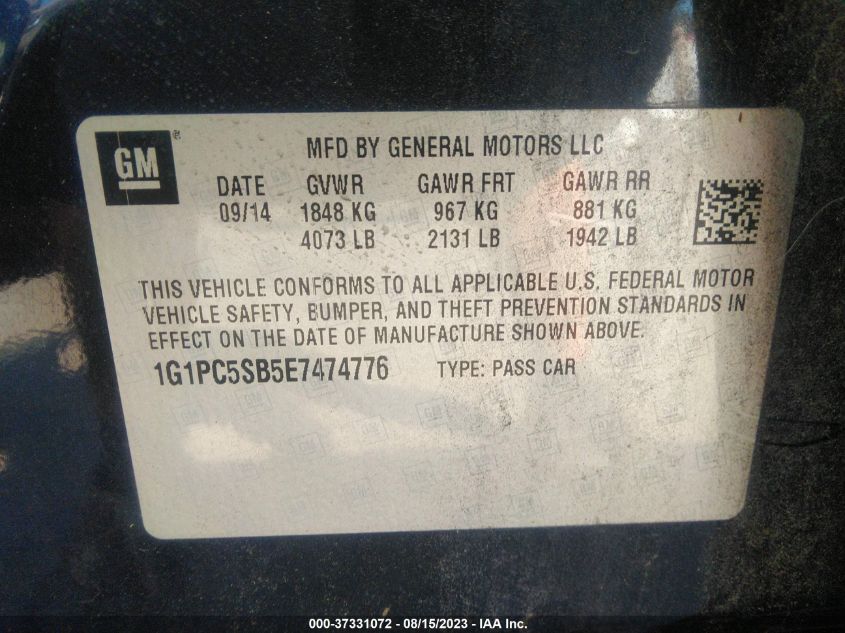 GM®
MFD BY GENERAL MOTORS LLC
DATE GVWR GAWR FRT GAWR RR
09/14 1848 KG 967 KG 881 KG
4073 LB 2131 LB 1942 LB
THIS VEHICLE CONFORMS TO ALL APPLICABLE U.S. FEDERAL MOTOR
VEHICLE SAFETY, BUMPER, AND THEFT PREVENTION STANDARDS IN
EFFECT ON THE DATE OF MANUFACTURE SHOWN ABOVE.
1G1PC5SB5E7474776 TYPE: PASS CAR
000-37331072 - 08/15/2023 - IAA Inc.